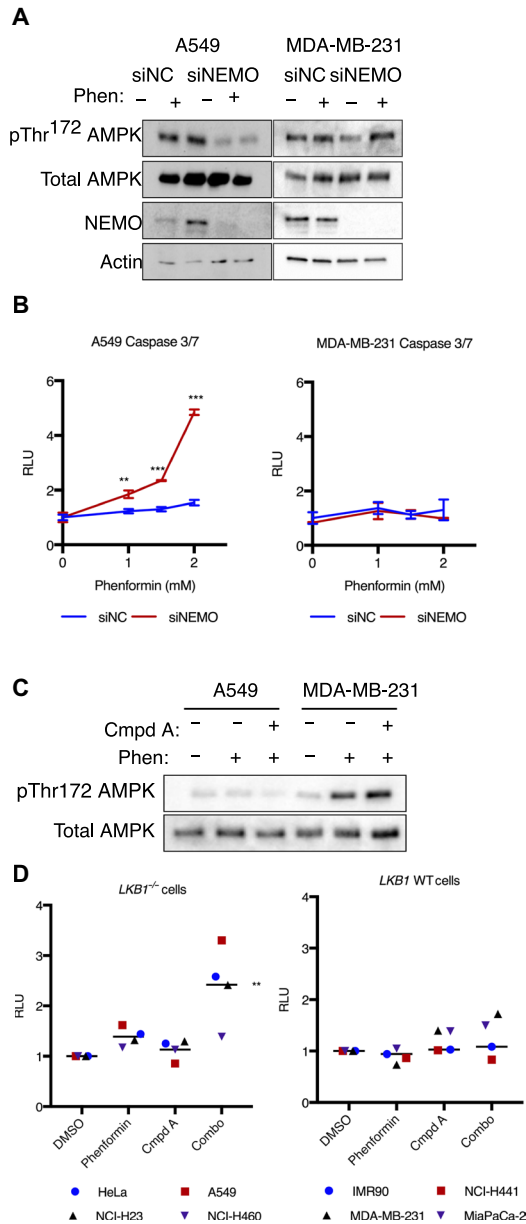 A
A549 MDA-MB-231
siNC siNEMO siNC siNEMO
Phen: – + – + – + – +
pThr172 AMPK
Total AMPK
NEMO
Actin
B
A549 Caspase 3/7 MDA-MB-231 Caspase 3/7
6 6
*** 
4 4
RLU RLU
***
** 
2 2
0 0
0 1 2 0 1 2
Phenformin (mM) Phenformin (mM)
siNC siNEMO siNC siNEMO
C
A549 MDA-MB-231
Cmpd A: – – + – – +
Phen: – + + – + +
pThr172 AMPK
Total AMPK
D
LKB1-/- cells LKB1 WT cells
4 4
3 3
RLU RLU
2 2
**
1 1
0 0
DMSO Phenformin Cmpd A Combo DMSO Phenformin Cmpd A Combo
HeLa A549 IMR90 NCI-H441
NCI-H23 NCI-H460 MDA-MB-231 MiaPaCa-2